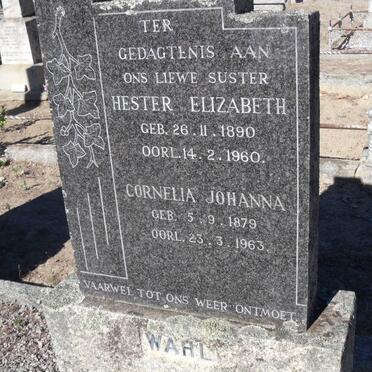 TER
GEDAGTENIS AAN
ONS LIEWE SUSTER
HESTER ELIZABETH
GEB. 26.11.1890
OORL. 14.2.1960.
CORNELIA JOHANNA
GEB: 5.9.1879
OORL. 23.3.1963
VAARWEL TOT ONS WEER ONTMOET.
WAHL